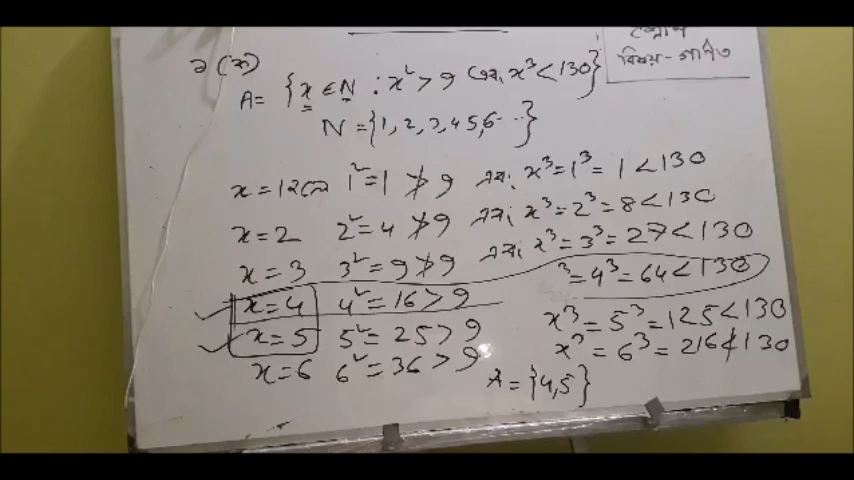 বিষয় - গণিত
২ (ক)
A = {x ∈ N : x² > 9 এবং x³ < 130}
N = {1, 2, 3, 4 5, 6 - ..}
x = 1 হলে 1² = 1 ≯ 9 এবং x³ = 1³ = 1 < 130
x = 2 2² = 4 ≯ 9 এবং x³ = 2³ = 8 < 130
x = 3 3² = 9 ≯ 9 এবং x³ = 3³ = 27 < 130
x = 4 4² = 16 > 9 ³ = 4³ = 64 < 130
x = 5 5² = 25 > 9 x³ = 5³ = 125 < 130
x = 6 6² = 36 > 9 x³ = 6³ = 216 ≮ 130
A = {4, 5}